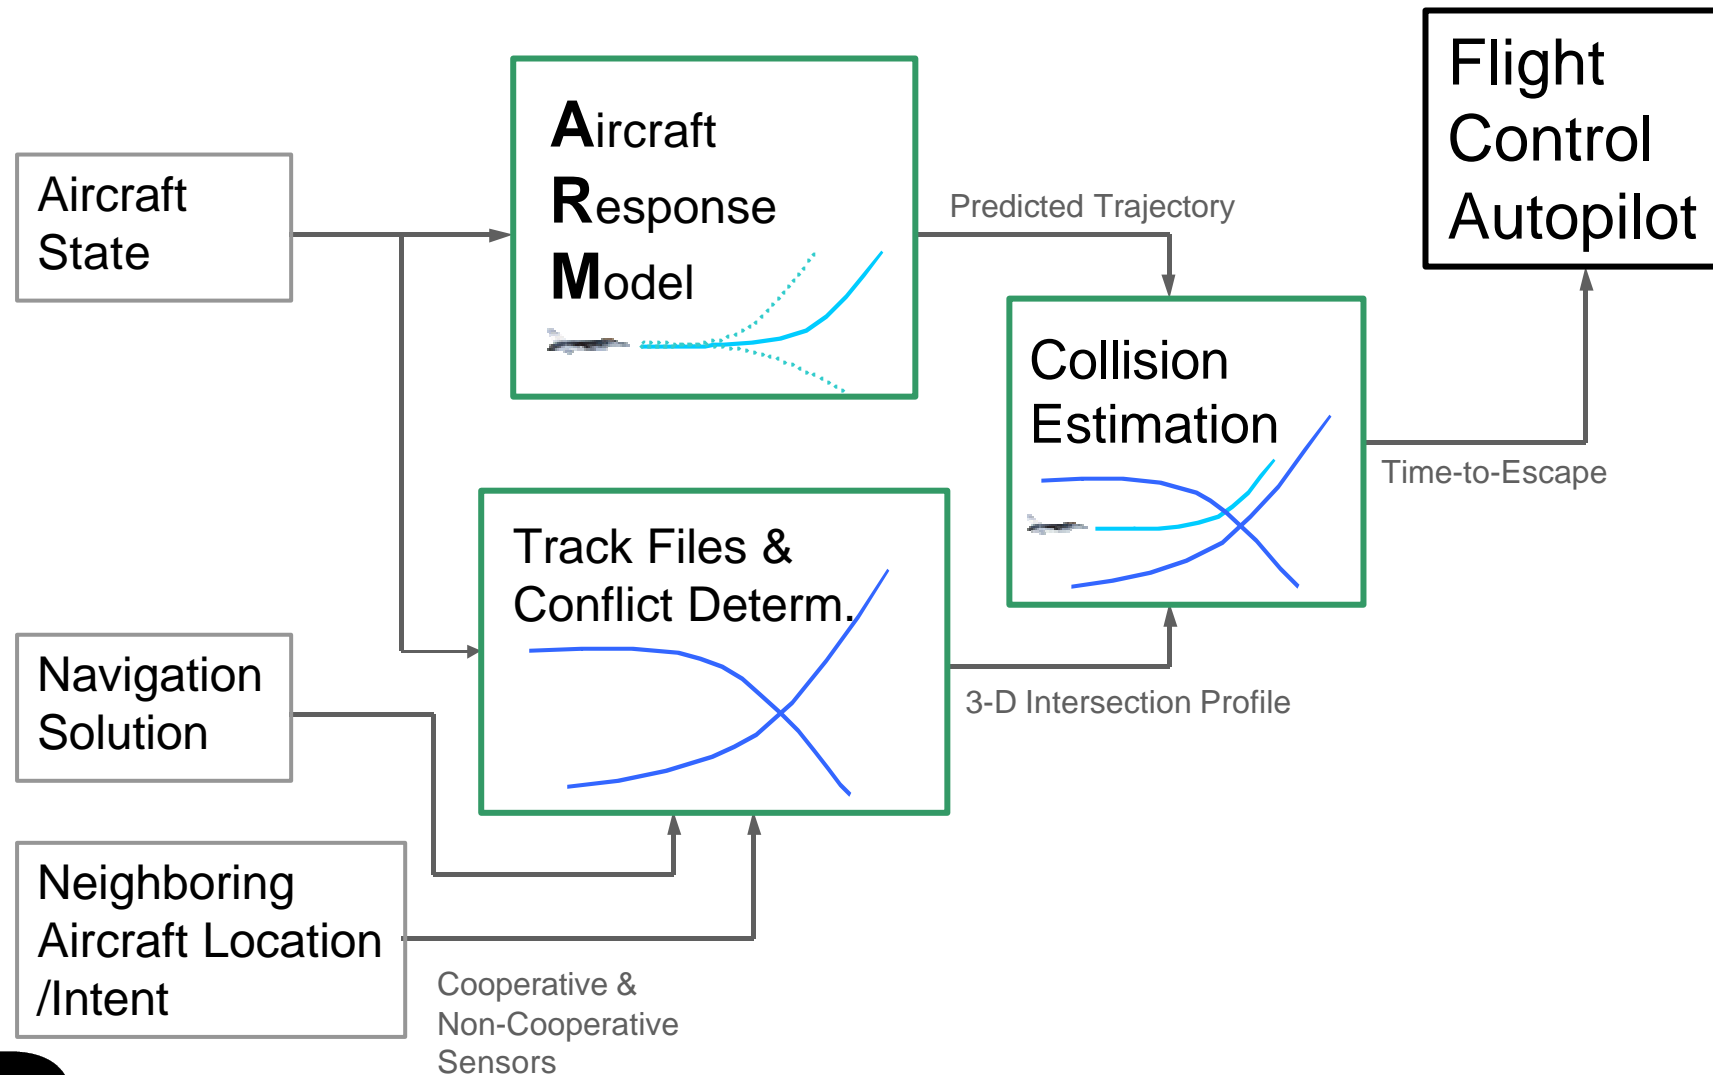 Flight
Control
Autopilot
Aircraft
Response
Model
Aircraft
State
Predicted Trajectory
Collision
Estimation
Time-to-Escape
Track Files &
Conflict Determ.
Navigation
Solution
3-D Intersection Profile
Neighboring
Aircraft Location
/Intent
Cooperative &
Non-Cooperative
Sensors